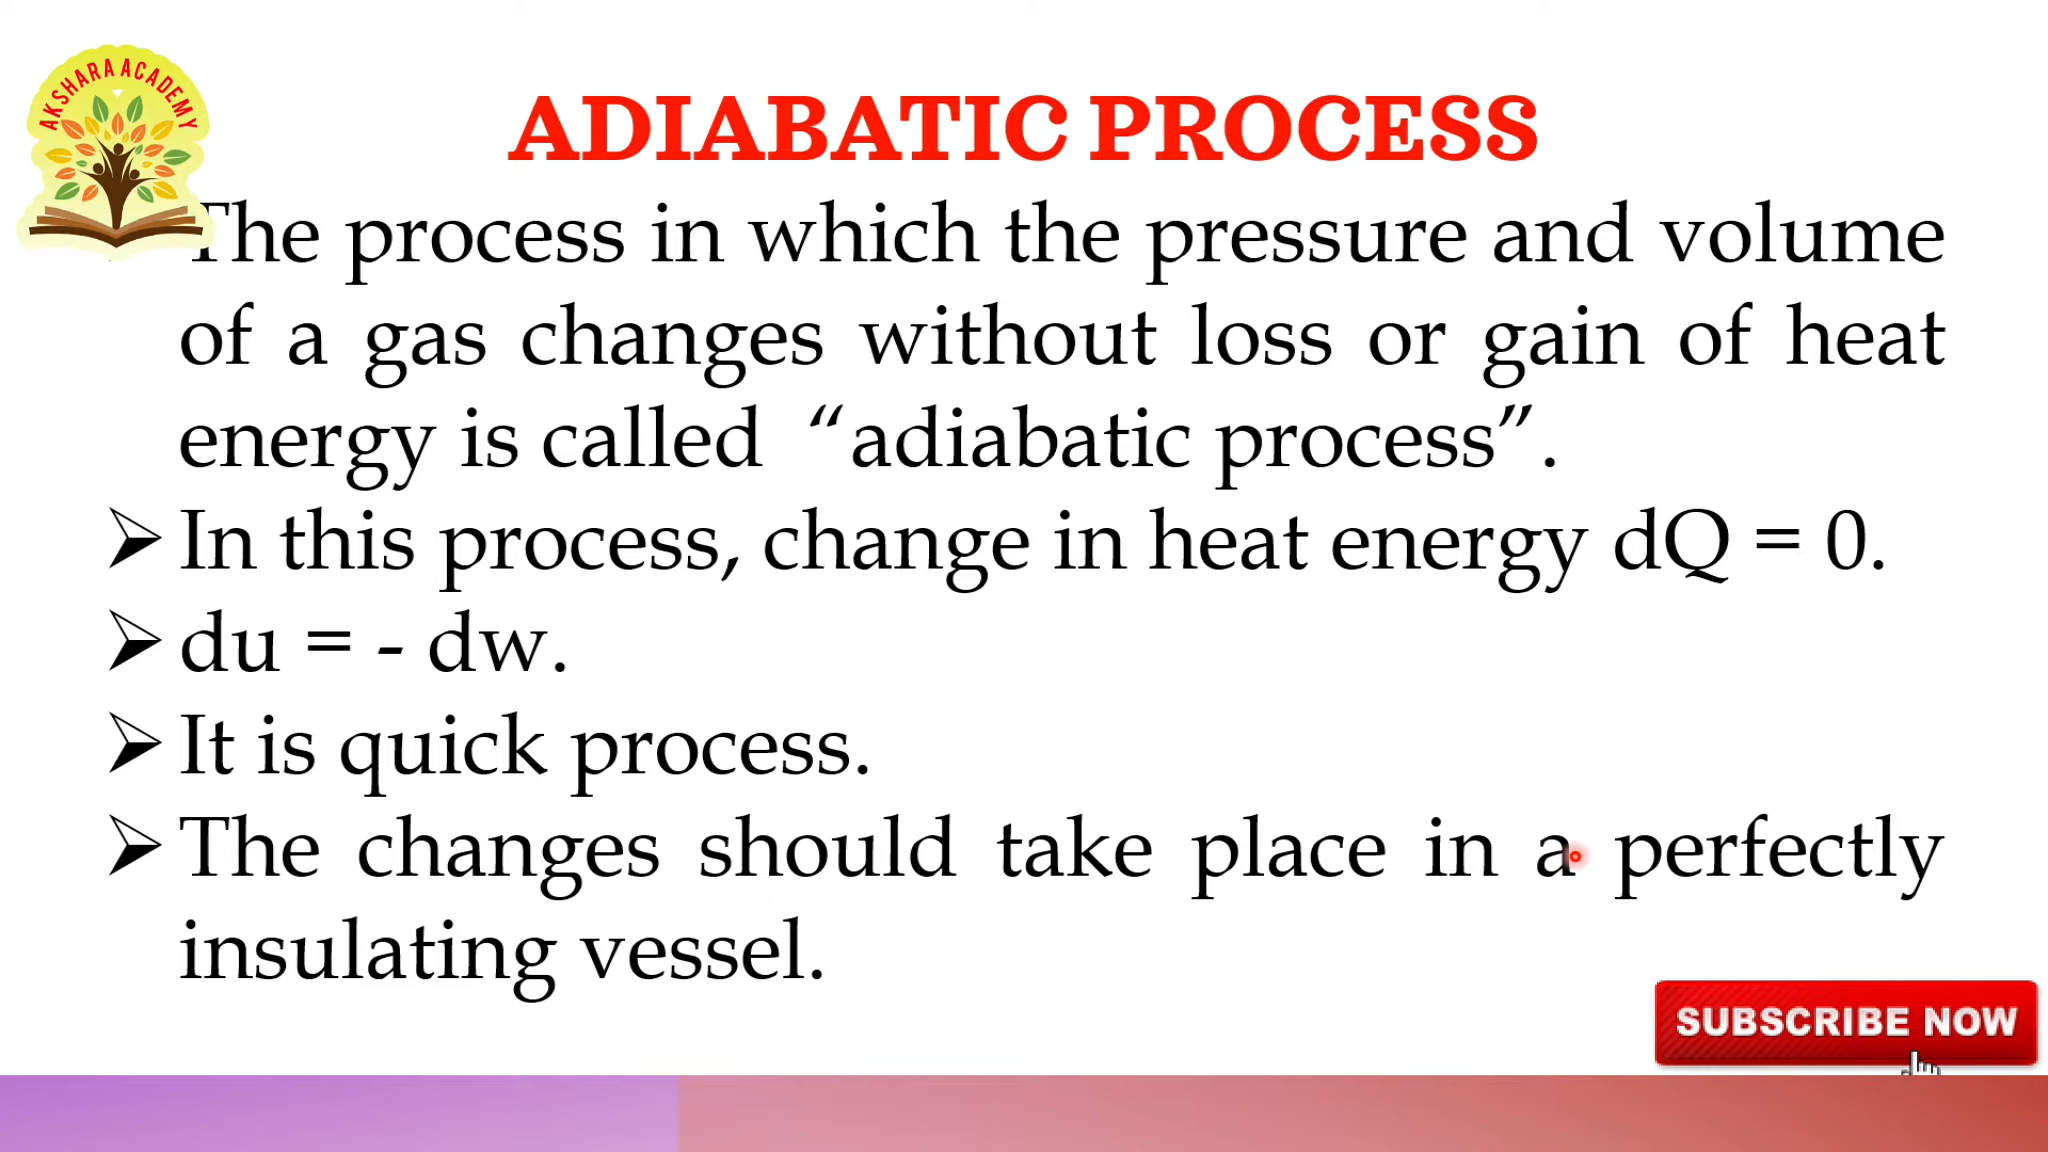 AKSHARA ACADEMY
ADIABATIC PROCESS
The process in which the pressure and volume
of a gas changes without loss or gain of heat
energy is called “adiabatic process”.
➢ In this process, change in heat energy dQ = 0.
➢ du = - dw.
➢ It is quick process.
➢ The changes should take place in a perfectly
insulating vessel.
SUBSCRIBE NOW